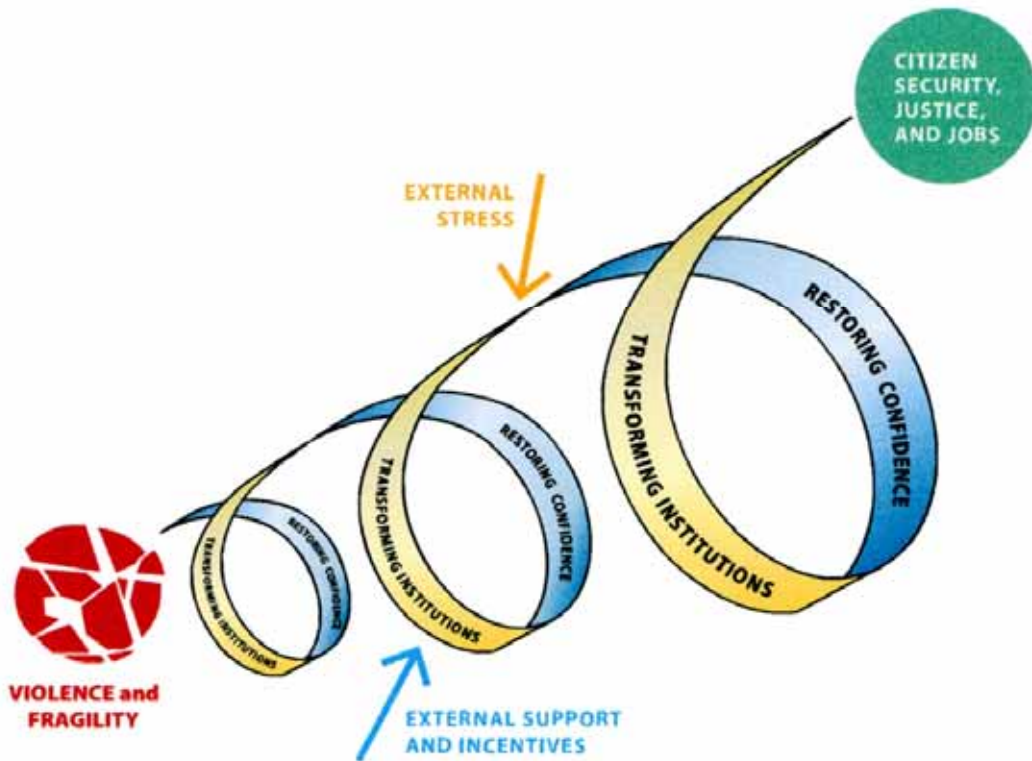 CITIZEN
SECURITY,
JUSTICE,
AND JOBS
EXTERNAL
STRESS
RESTORING CONFIDENCE
TRANSFORMING INSTITUTIONS
RESTORING CONFIDENCE
TRANSFORMING INSTITUTIONS
RESTORING CONFIDENCE
TRANSFORMING INSTITUTIONS
VIOLENCE and
FRAGILITY
EXTERNAL SUPPORT
AND INCENTIVES